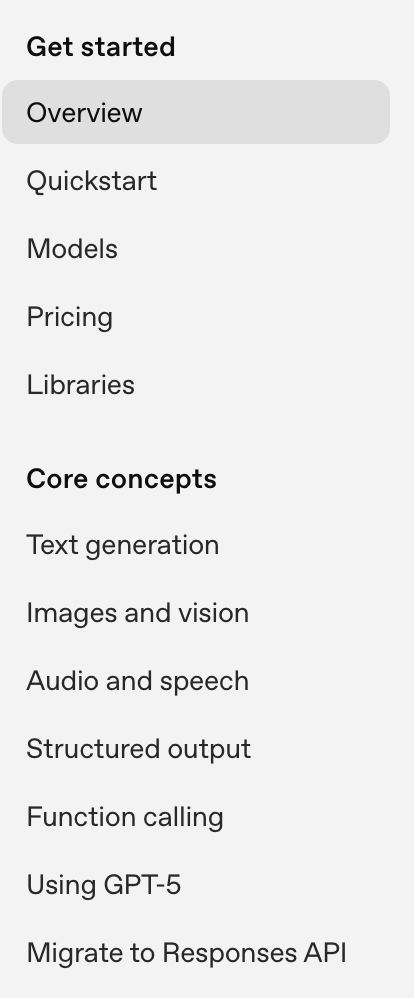 Get started
Overview
Quickstart
Models
Pricing
Libraries
Core concepts
Text generation
Images and vision
Audio and speech
Structured output
Function calling
Using GPT-5
Migrate to Responses API